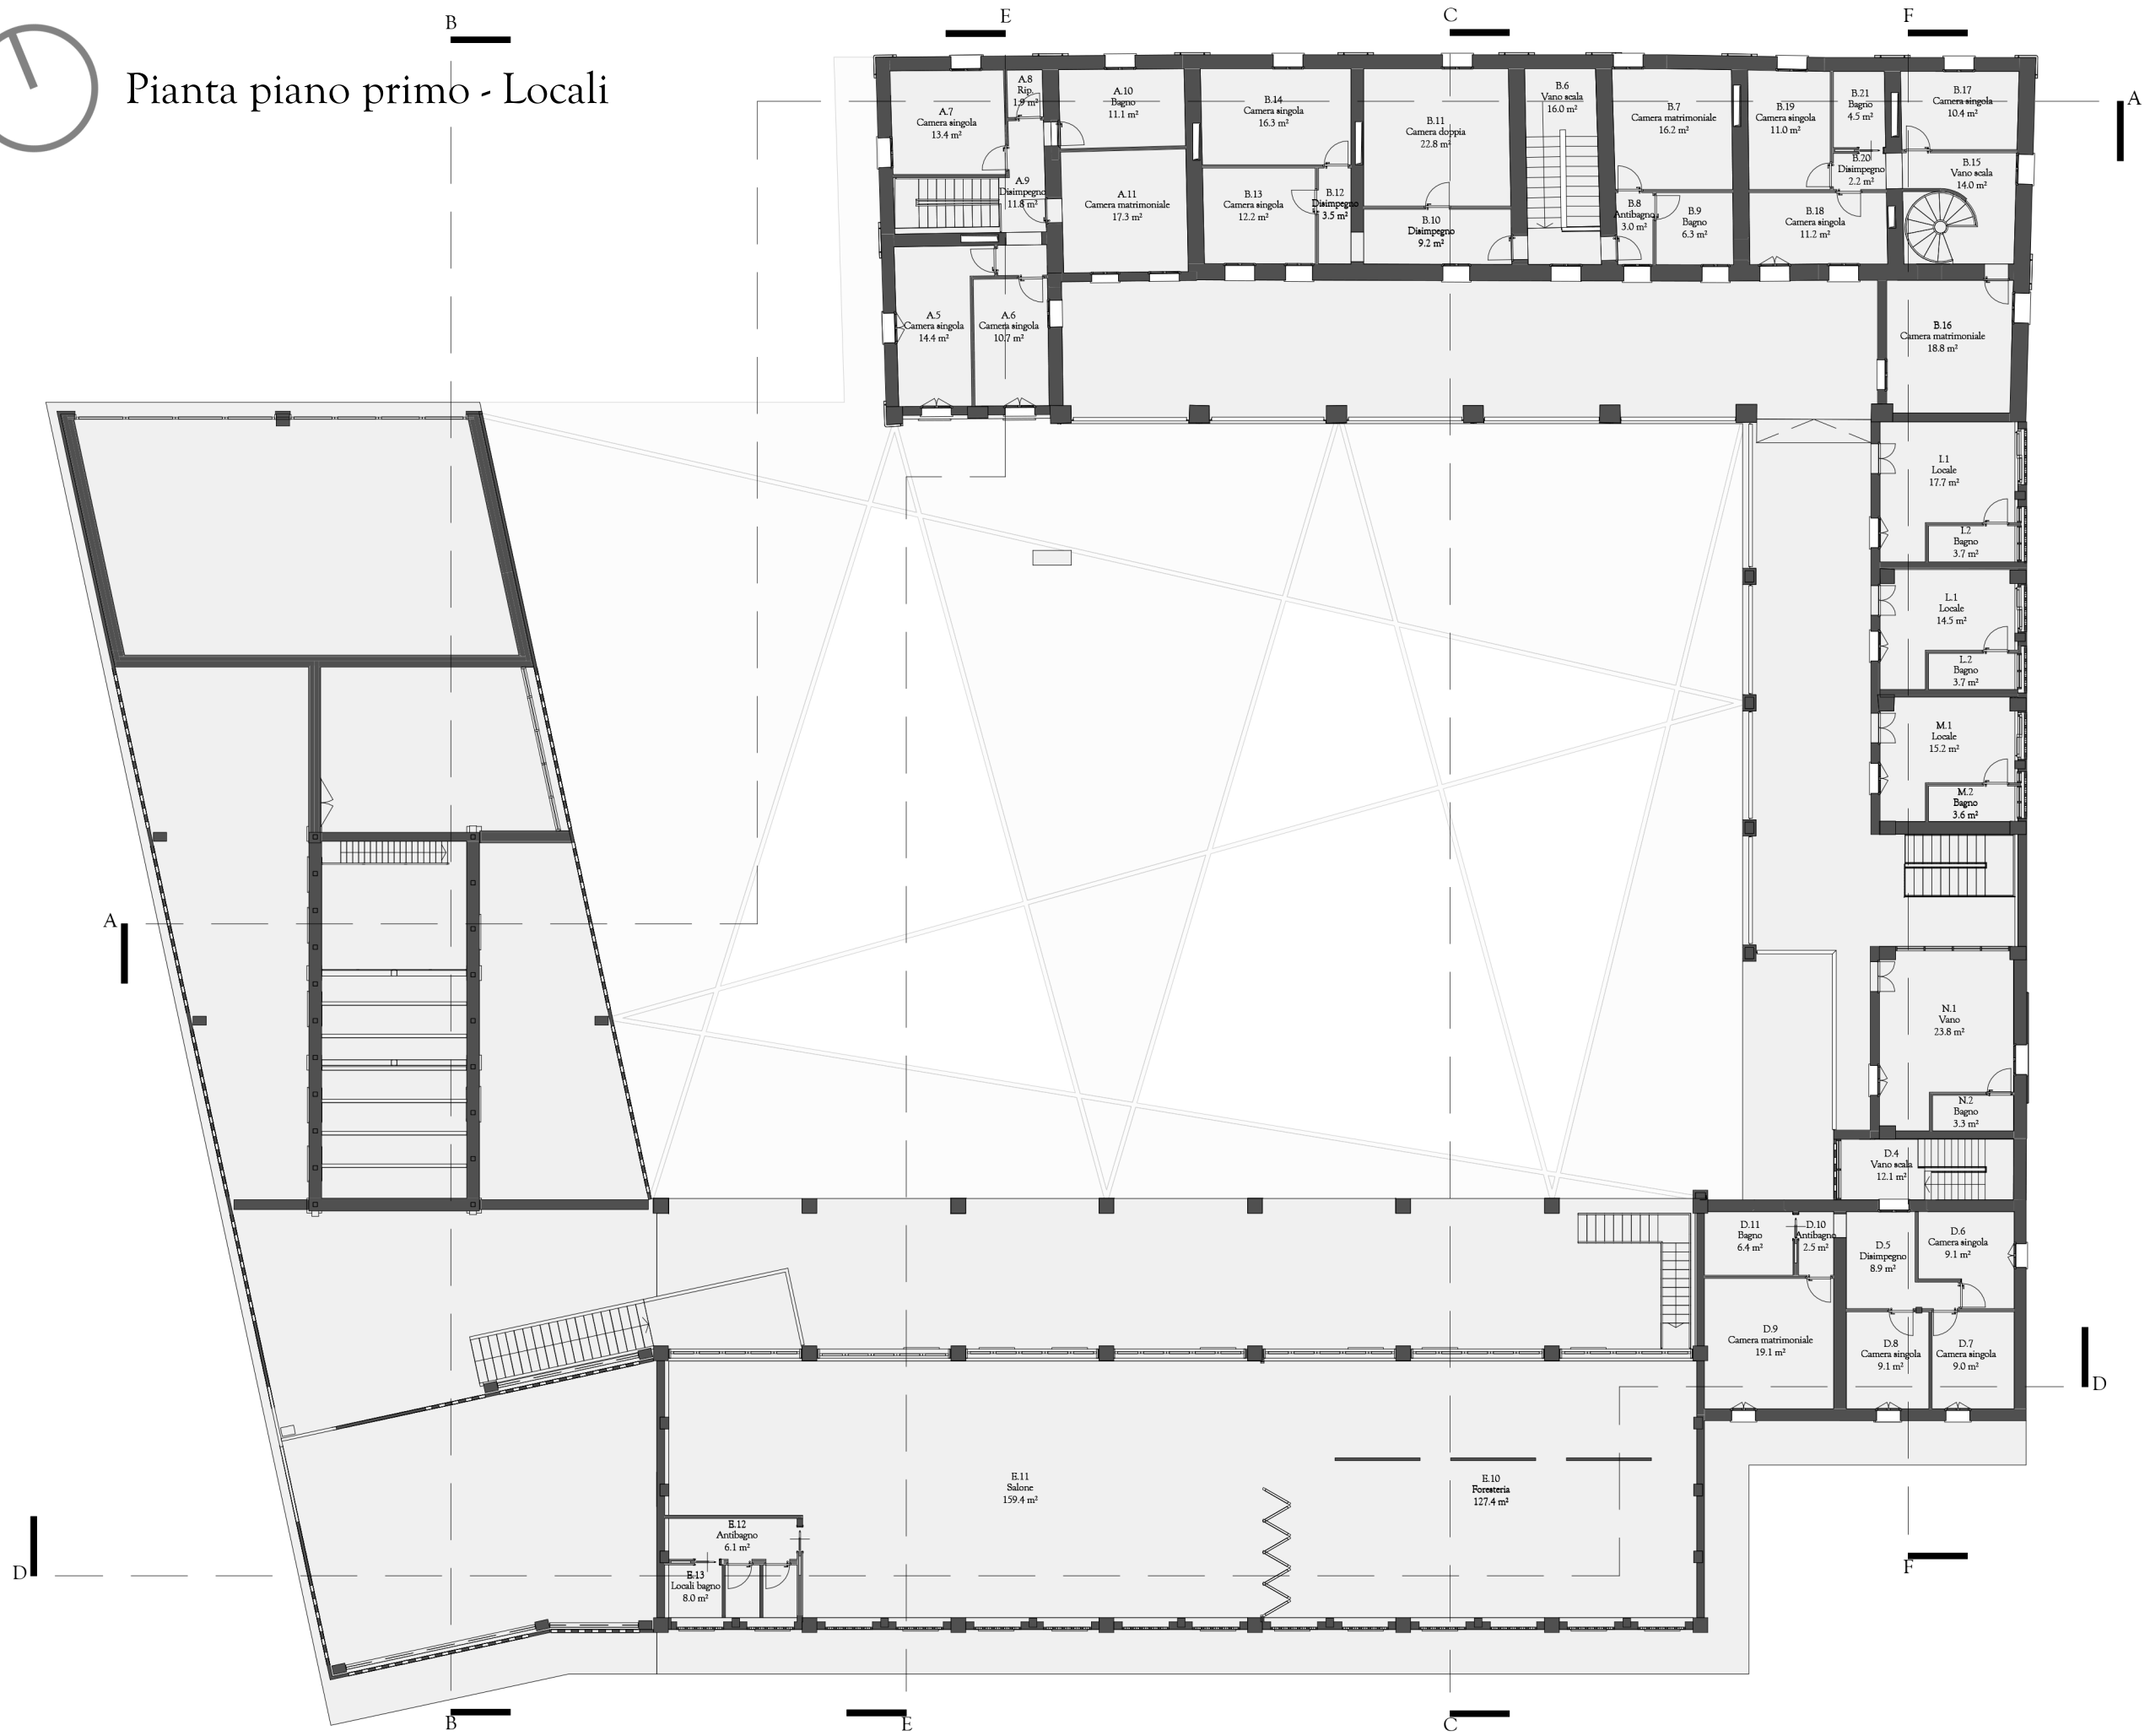 B
E
C
F
Pianta piano primo - Locali
A
A.7
Camera singola
13.4 m²
A.8
Rip.
1.9 m²
A.10
Bagno
11.1 m²
B.14
Camera singola
16.3 m²
B.11
Camera doppia
22.8 m²
B.6
Vano scala
16.0 m²
B.7
Camera matrimoniale
16.2 m²
B.19
Camera singola
11.0 m²
B.21
Bagno
4.5 m²
B.17
Camera singola
10.4 m²
A.9
Disimpegno
11.8 m²
A.11
Camera matrimoniale
17.3 m²
B.13
Camera singola
12.2 m²
B.12
Disimpegno
3.5 m²
B.10
Disimpegno
9.2 m²
B.8
Antibagno
3.0 m²
B.9
Bagno
6.3 m²
B.18
Camera singola
11.2 m²
B.20
Disimpegno
2.2 m²
B.15
Vano scala
14.0 m²
A.5
Camera singola
14.4 m²
A.6
Camera singola
10.7 m²
B.16
Camera matrimoniale
18.8 m²
I.1
Locale
17.7 m²
I.2
Bagno
3.7 m²
L.1
Locale
14.5 m²
L.2
Bagno
3.7 m²
M.1
Locale
15.2 m²
M.2
Bagno
3.6 m²
A
N.1
Vano
23.8 m²
N.2
Bagno
3.3 m²
D.4
Vano scala
12.1 m²
D.11
Bagno
6.4 m²
D.10
Antibagno
2.5 m²
D.5
Disimpegno
8.9 m²
D.6
Camera singola
9.1 m²
D.9
Camera matrimoniale
19.1 m²
D.8
Camera singola
9.1 m²
D.7
Camera singola
9.0 m²
D
E.11
Salone
159.4 m²
E.10
Foresteria
127.4 m²
E.12
Antibagno
6.1 m²
E.13
Locali bagno
8.0 m²
D
F
B
E
C